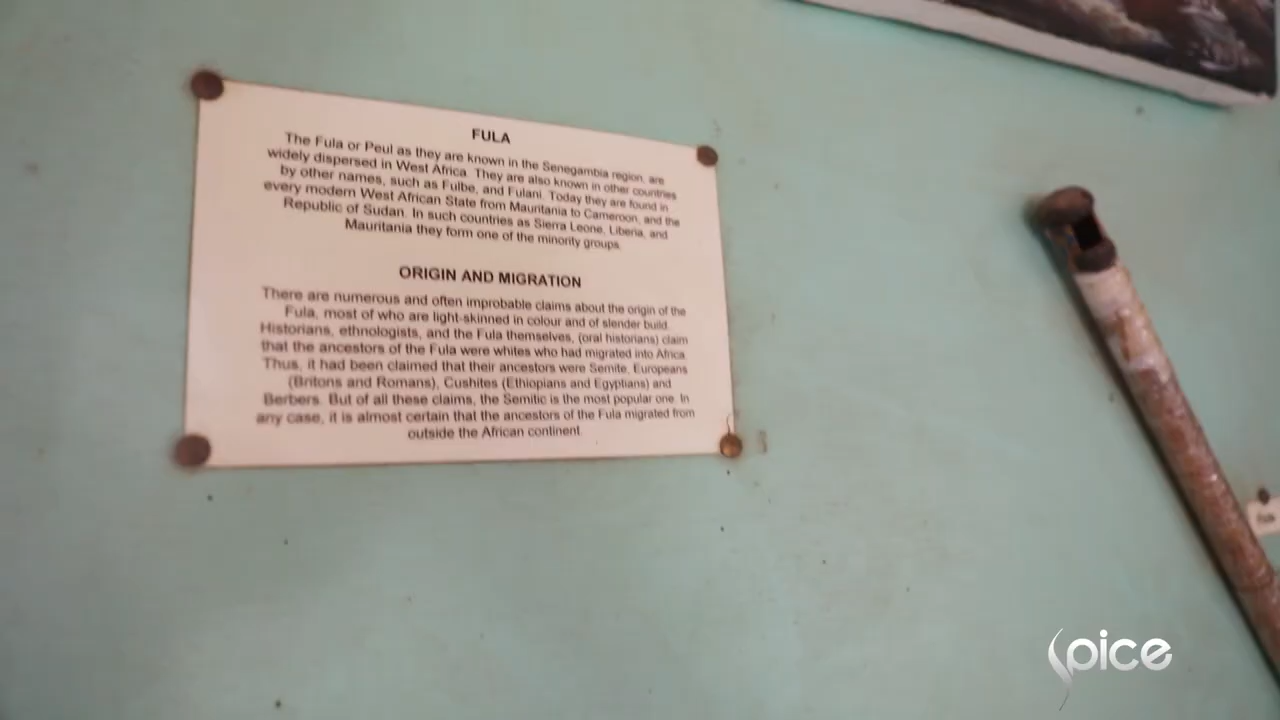 FULA
The Fula or Peul as they are known in the Senegambia region, are
widely dispersed in West Africa. They are also known in other countries
by other names, such as Fulbe, and Fulani. Today they are found in
every modern West African State from Mauritania to Cameroon, and the
Republic of Sudan. In such countries as Sierra Leone, Liberia, and
Mauritania they form one of the minority groups.
ORIGIN AND MIGRATION
There are numerous and often improbable claims about the origin of the
Fula, most of who are light-skinned in colour and of slender build.
Historians, ethnologists, and the Fula themselves, (oral historians) claim
that the ancestors of the Fula were whites who had migrated into Africa.
Thus, it had been claimed that their ancestors were Semite, Europeans
(Britons and Romans), Cushites (Ethiopians and Egyptians) and
Berbers. But of all these claims, the Semitic is the most popular one. In
any case, it is almost certain that the ancestors of the Fula migrated from
outside the African continent.
Spice